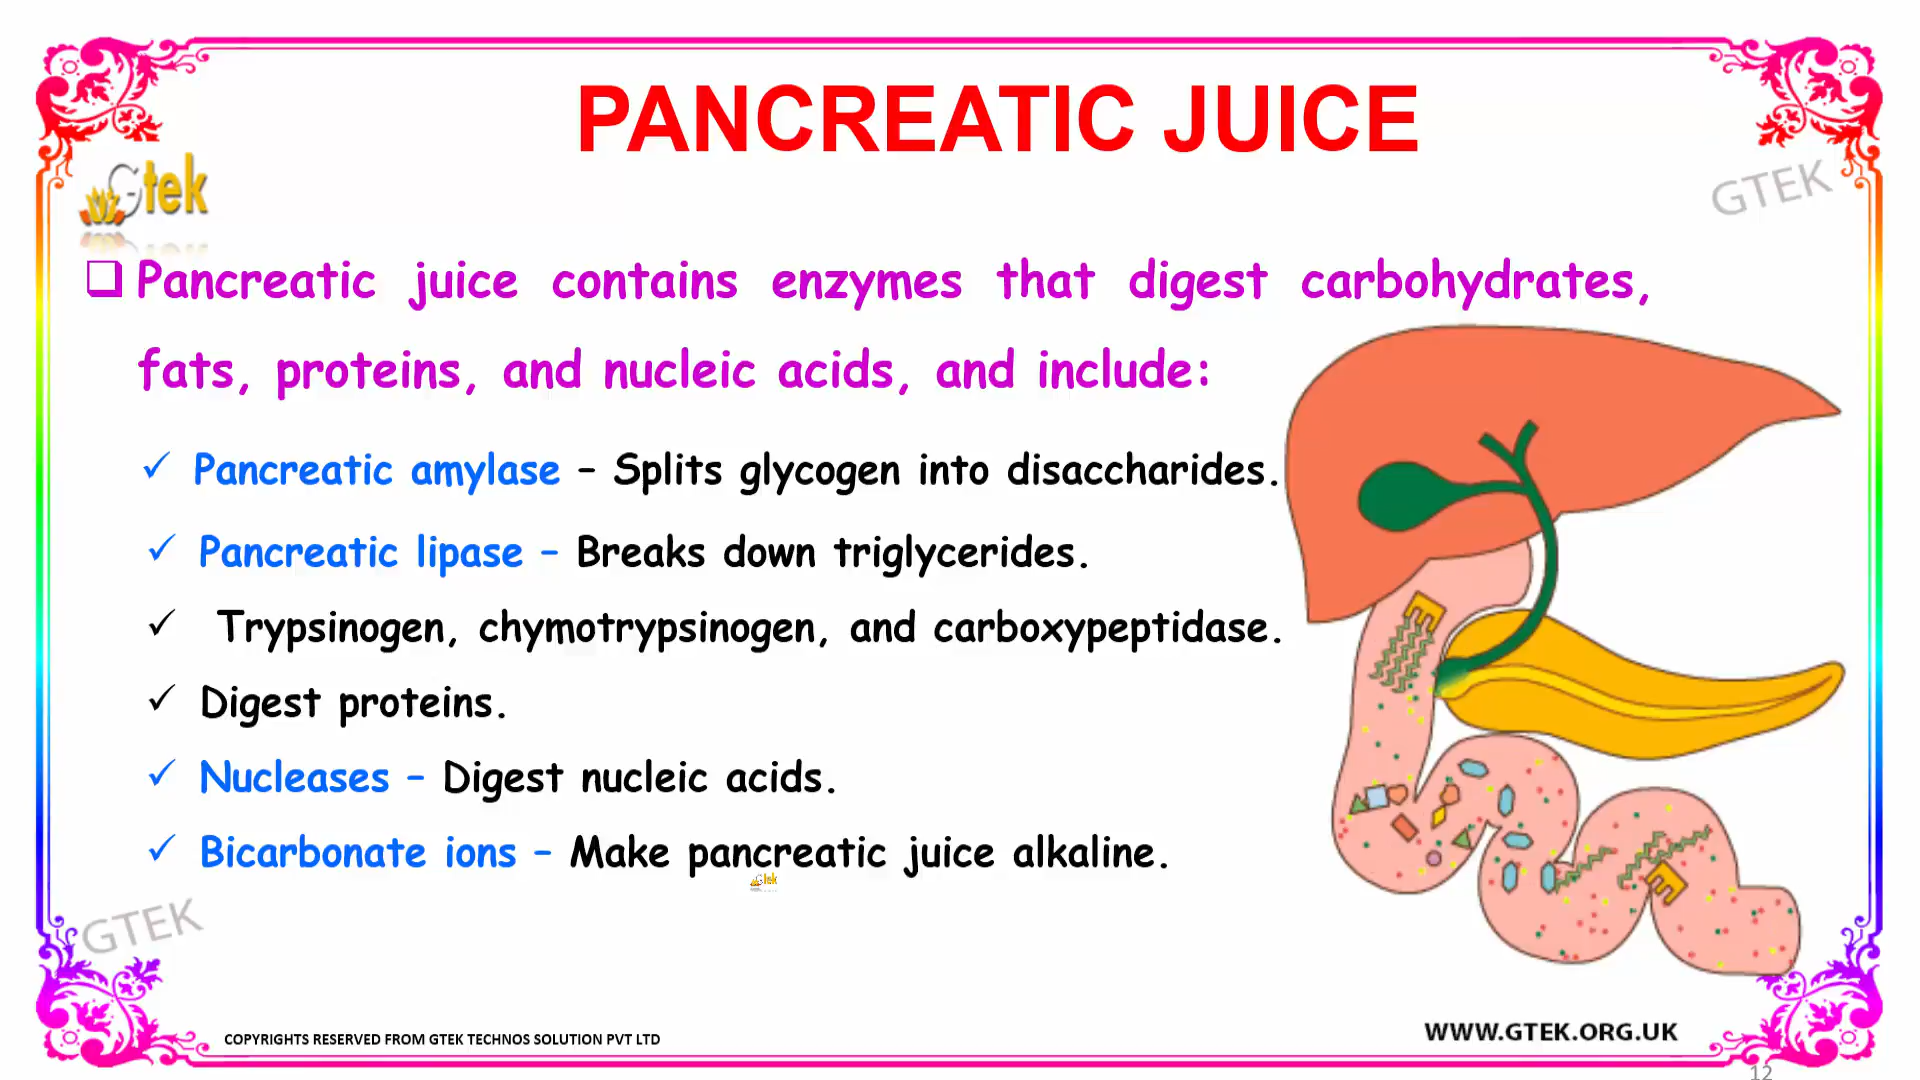 PANCREATIC JUICE
Gtek
GTEK
❑ Pancreatic juice contains enzymes that digest carbohydrates,
fats, proteins, and nucleic acids, and include:
✓ Pancreatic amylase – Splits glycogen into disaccharides.
✓ Pancreatic lipase – Breaks down triglycerides.
✓ Trypsinogen, chymotrypsinogen, and carboxypeptidase.
✓ Digest proteins.
✓ Nucleases – Digest nucleic acids.
✓ Bicarbonate ions – Make pancreatic juice alkaline.
Gtek
GTEK
COPYRIGHTS RESERVED FROM GTEK TECHNOS SOLUTION PVT LTD
WWW.GTEK.ORG.UK
12